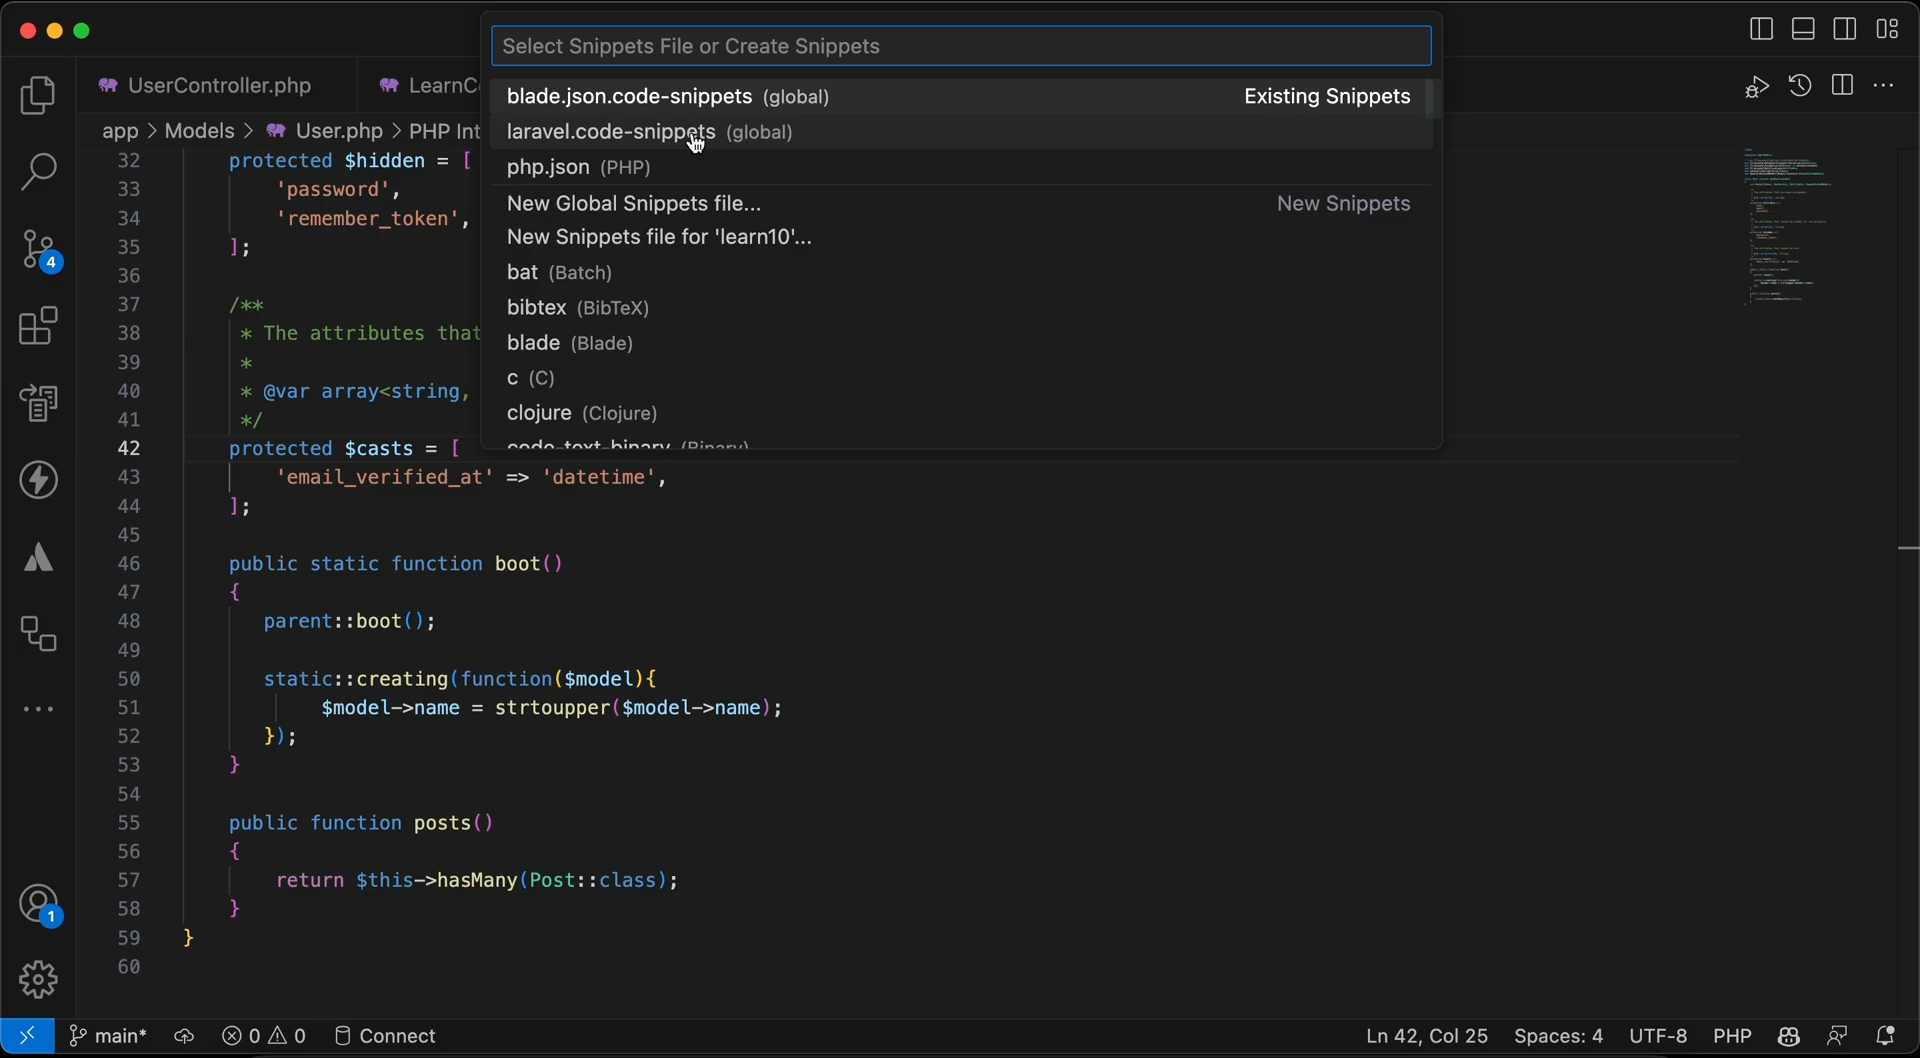 Select Snippets File or Create Snippets
UserController.php
LearnC
blade.json.code-snippets (global) Existing Snippets
laravel.code-snippets (global)
php.json (PHP)
New Global Snippets file... New Snippets
New Snippets file for 'learn10'...
bat (Batch)
bibtex (BibTeX)
blade (Blade)
c (C)
clojure (Clojure)
code-text-binary (Binary)
app > Models > User.php > PHP Int
32 protected $hidden = [
33 'password',
34 'remember_token',
35 ];
36
37 /**
38 * The attributes that
39 *
40 * @var array<string,
41 */
42 protected $casts = [
43 'email_verified_at' => 'datetime',
44 ];
45
46 public static function boot()
47 {
48 parent::boot();
49
50 static::creating(function($model){
51 $model->name = strtoupper($model->name);
52 });
53 }
54
55 public function posts()
56 {
57 return $this->hasMany(Post::class);
58 }
59 }
60
4
1
main* 0 0 Connect Ln 42, Col 25 Spaces: 4 UTF-8 PHP